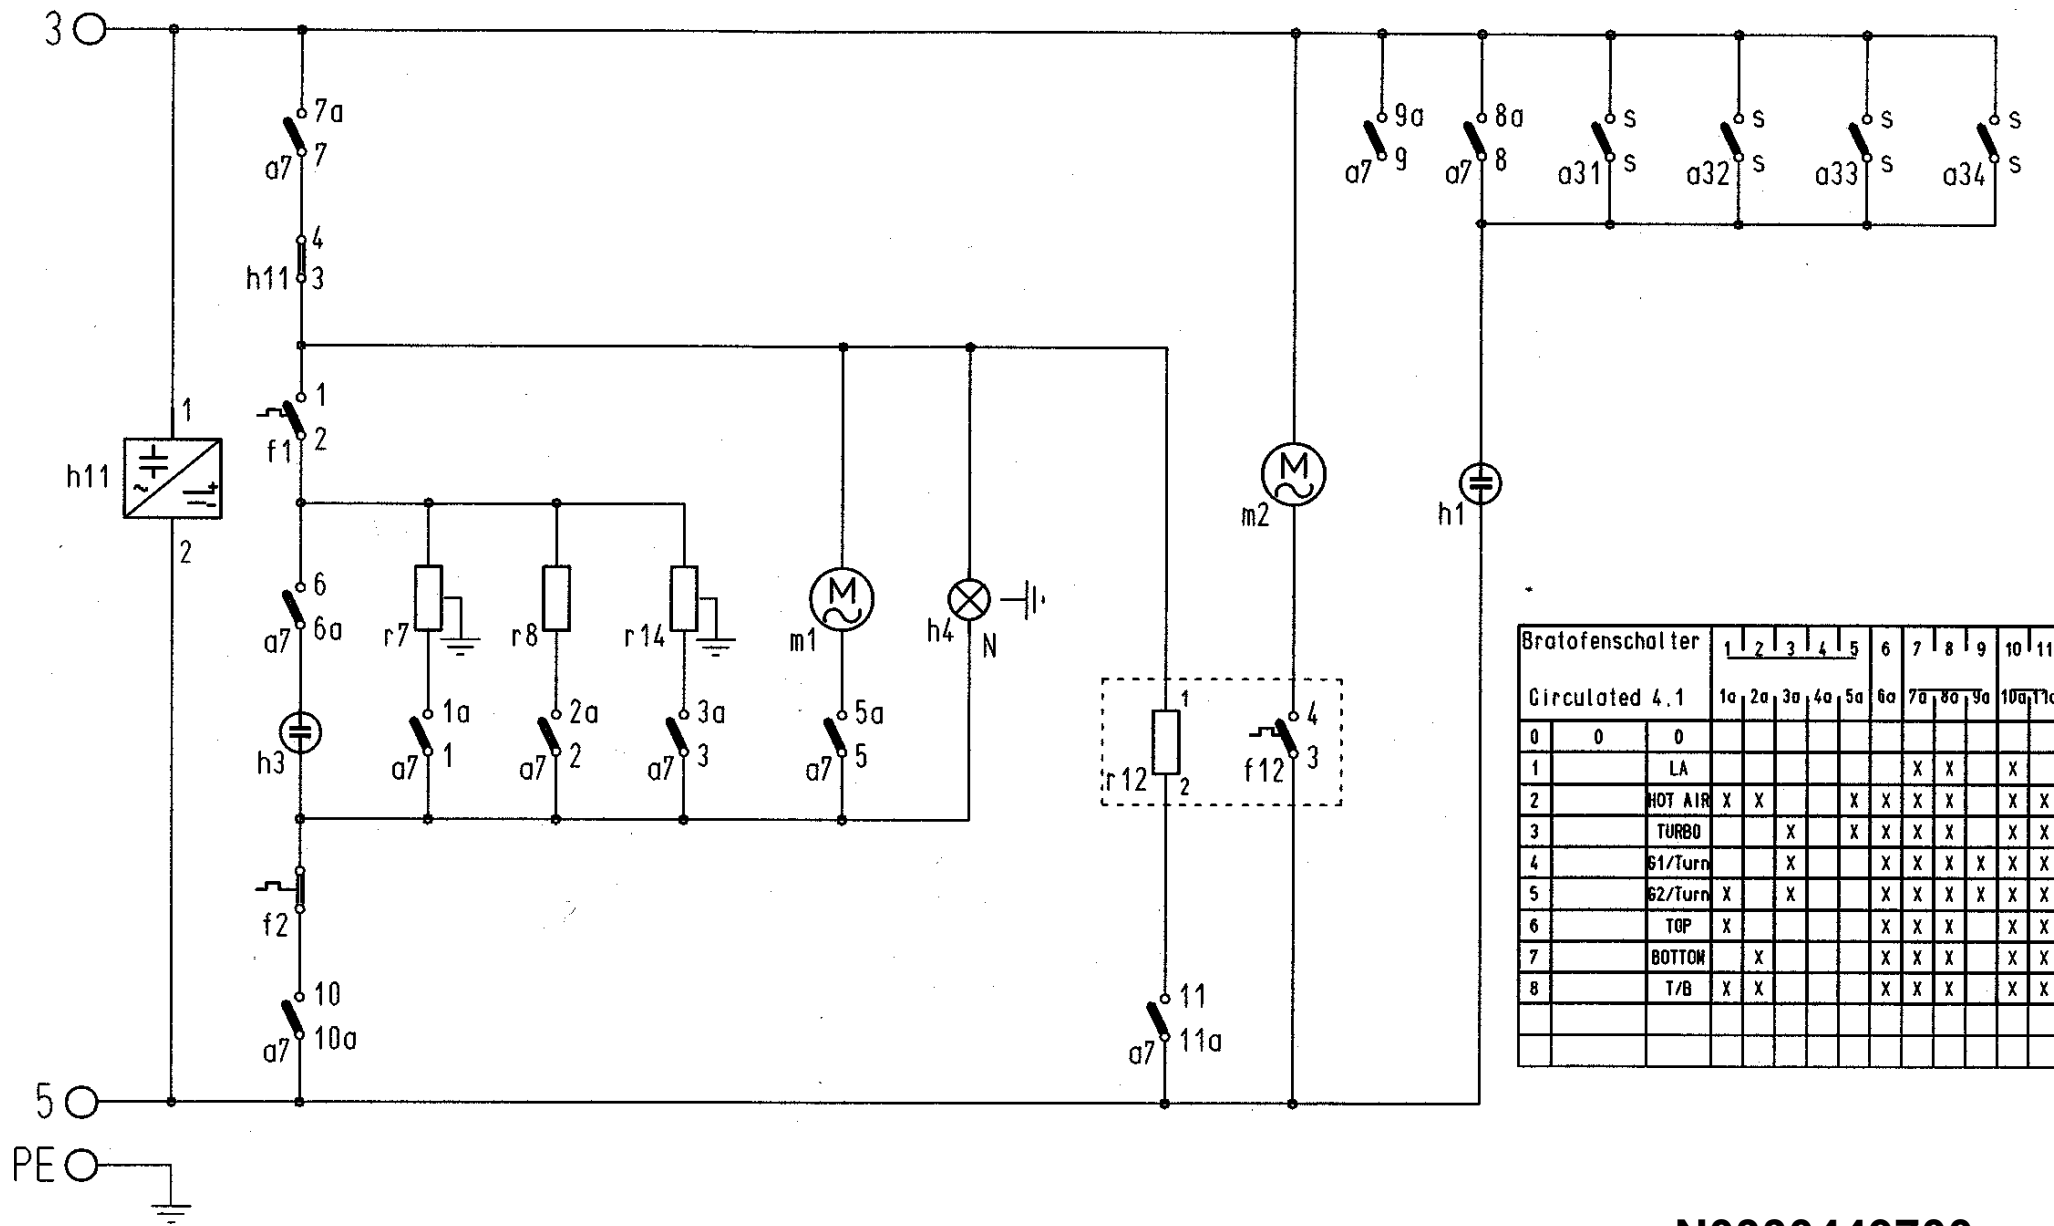 3
7a
7
a7
4
h11 3
1
f1 2
1
h11
2
6
6a
a7
h3
r7
r8
r14
1a
a7 1
2a
a7 2
3a
a7 3
M
m1
5a
a7 5
h4
N
f2
10
a7 10a
1
r12 2
11
a7 11a
M
m2
4
f12 3
9a
a7 9
8a
a7 8
s
a31 s
s
a32 s
s
a33 s
s
a34 s
h1
5
PE
Bratofenschalter 1 2 3 4 5 6 7 8 9 10 11
Circulated 4.1 1a 2a 3a 4a 5a 6a 7a 8a 9a 10a 11a
0 0 0
1 LA X X X
2 HOT AIR X X X X X X X X
3 TURBO X X X X X X X
4 G1/Turn X X X X X X X
5 G2/Turn X X X X X X X X
6 TOP X X X X X X
7 BOTTOM X X X X X X
8 T/B X X X X X X X